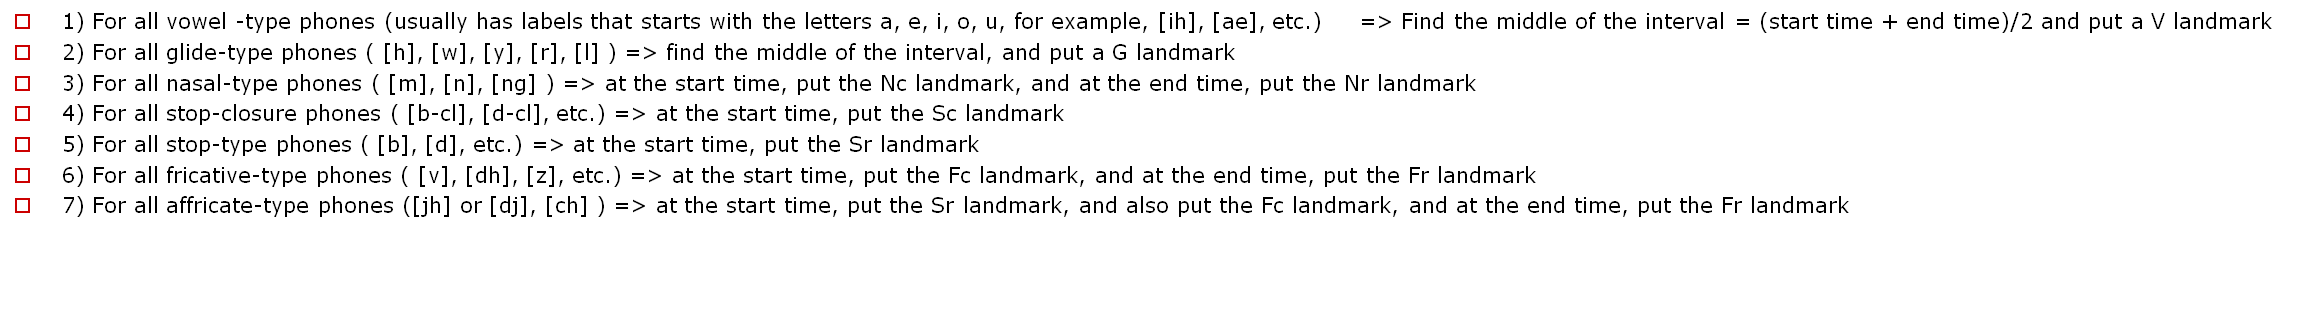 1) For all vowel -type phones (usually has labels that starts with the letters a, e, i, o, u, for example, [ih], [ae], etc.) => Find the middle of the interval = (start time + end time)/2 and put a V landmark
2) For all glide-type phones ( [h], [w], [y], [r], [l] ) => find the middle of the interval, and put a G landmark
3) For all nasal-type phones ( [m], [n], [ng] ) => at the start time, put the Nc landmark, and at the end time, put the Nr landmark
4) For all stop-closure phones ( [b-cl], [d-cl], etc.) => at the start time, put the Sc landmark
5) For all stop-type phones ( [b], [d], etc.) => at the start time, put the Sr landmark
6) For all fricative-type phones ( [v], [dh], [z], etc.) => at the start time, put the Fc landmark, and at the end time, put the Fr landmark
7) For all affricate-type phones ([jh] or [dj], [ch] ) => at the start time, put the Sr landmark, and also put the Fc landmark, and at the end time, put the Fr landmark